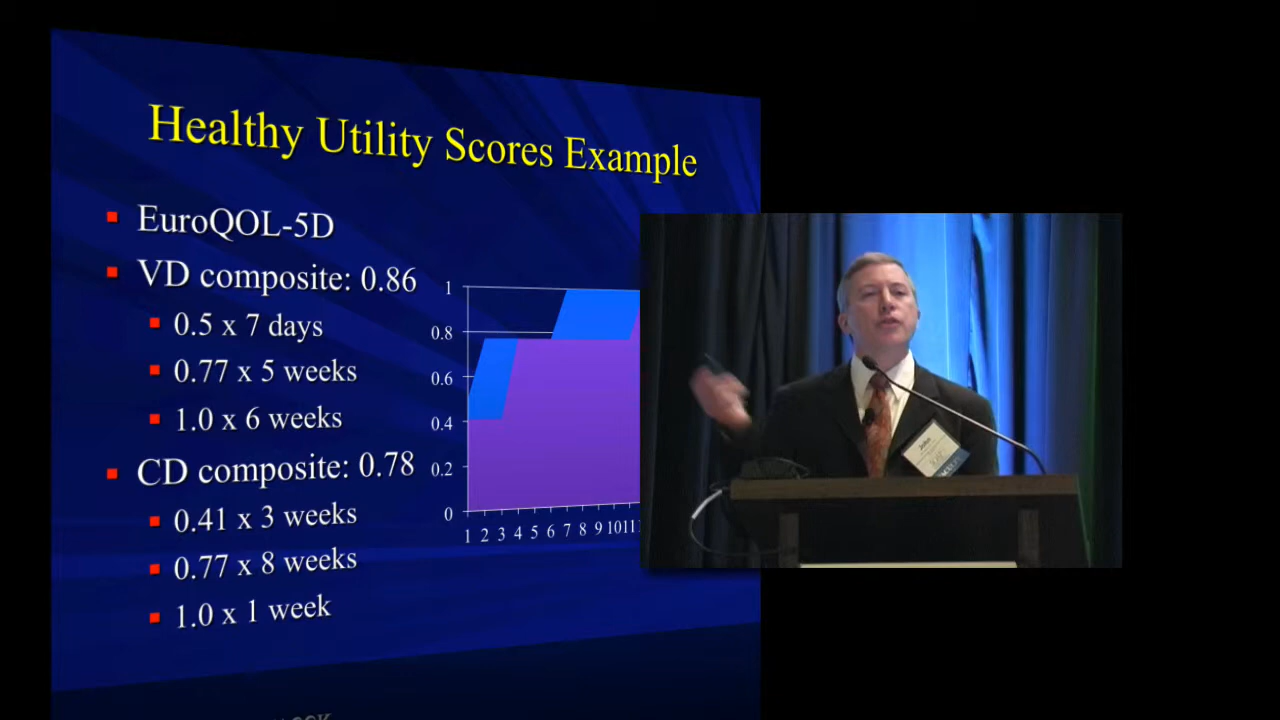 Healthy Utility Scores Example
EuroQOL-5D
VD composite: 0.86
0.5 x 7 days
0.77 x 5 weeks
1.0 x 6 weeks
CD composite: 0.78
0.41 x 3 weeks
0.77 x 8 weeks
1.0 x 1 week
1
0.8
0.6
0.4
0.2
0
1 2 3 4 5 6 7 8 9 10 11
John